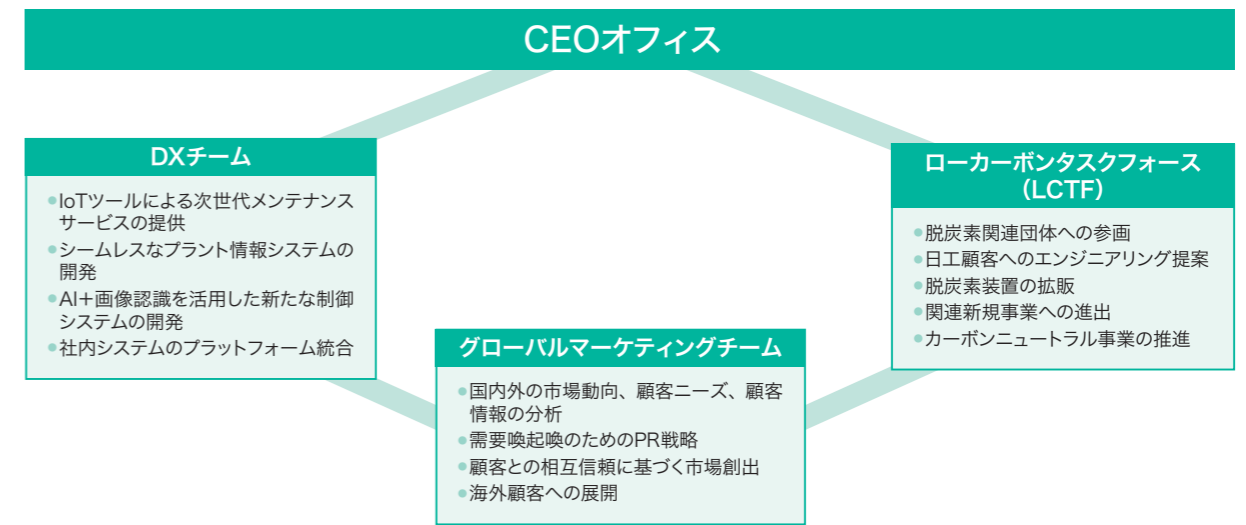 CEOオフィス
DXチーム
●IoTツールによる次世代メンテナンス
サービスの提供
●シームレスなプラント情報システムの
開発
●AI+画像認識を活用した新たな制御
システムの開発
●社内システムのプラットフォーム統合
グローバルマーケティングチーム
●国内外の市場動向、顧客ニーズ、顧客
情報の分析
●需要喚起喚のためのPR戦略
●顧客との相互信頼に基づく市場創出
●海外顧客への展開
ローカーボンタスクフォース
(LCTF)
●脱炭素関連団体への参画
●日工顧客へのエンジニアリング提案
●脱炭素装置の拡販
●関連新規事業への進出
●カーボンニュートラル事業の推進